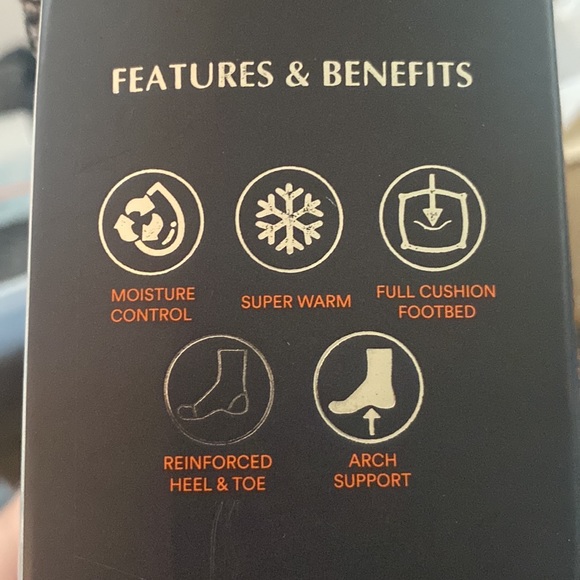 FEATURES & BENEFITS
MOISTURE
CONTROL
SUPER WARM
FULL CUSHION
FOOTBED
REINFORCED
HEEL & TOE
ARCH
SUPPORT